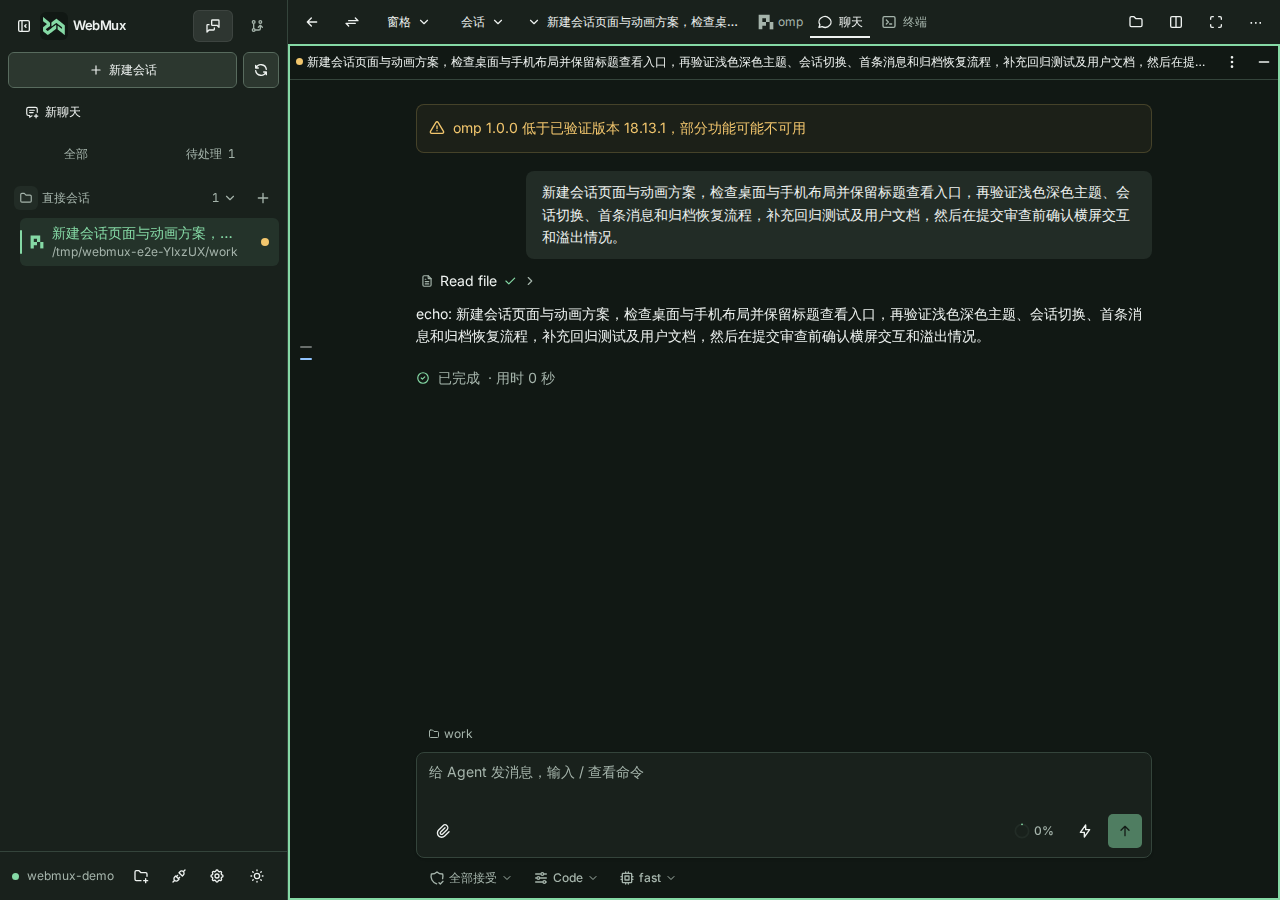 WebMux
新建会话
新聊天
全部
待处理 1
直接会话
1
新建会话页面与动画方案，...
/tmp/webmux-e2e-YlxzUX/work
webmux-demo
窗格
会话
新建会话页面与动画方案，检查桌...
omp
聊天
终端
新建会话页面与动画方案，检查桌面与手机布局并保留标题查看入口，再验证浅色深色主题、会话切换、首条消息和归档恢复流程，补充回归测试及用户文档，然后在提...
omp 1.0.0 低于已验证版本 18.13.1，部分功能可能不可用
新建会话页面与动画方案，检查桌面与手机布局并保留标题查看入口，再验证浅色深色主题、会
话切换、首条消息和归档恢复流程，补充回归测试及用户文档，然后在提交审查前确认横屏交互
和溢出情况。
Read file
echo: 新建会话页面与动画方案，检查桌面与手机布局并保留标题查看入口，再验证浅色深色主题、会话切换、首条消
息和归档恢复流程，补充回归测试及用户文档，然后在提交审查前确认横屏交互和溢出情况。
已完成 · 用时 0 秒
work
给 Agent 发消息，输入 / 查看命令
0%
全部接受
Code
fast